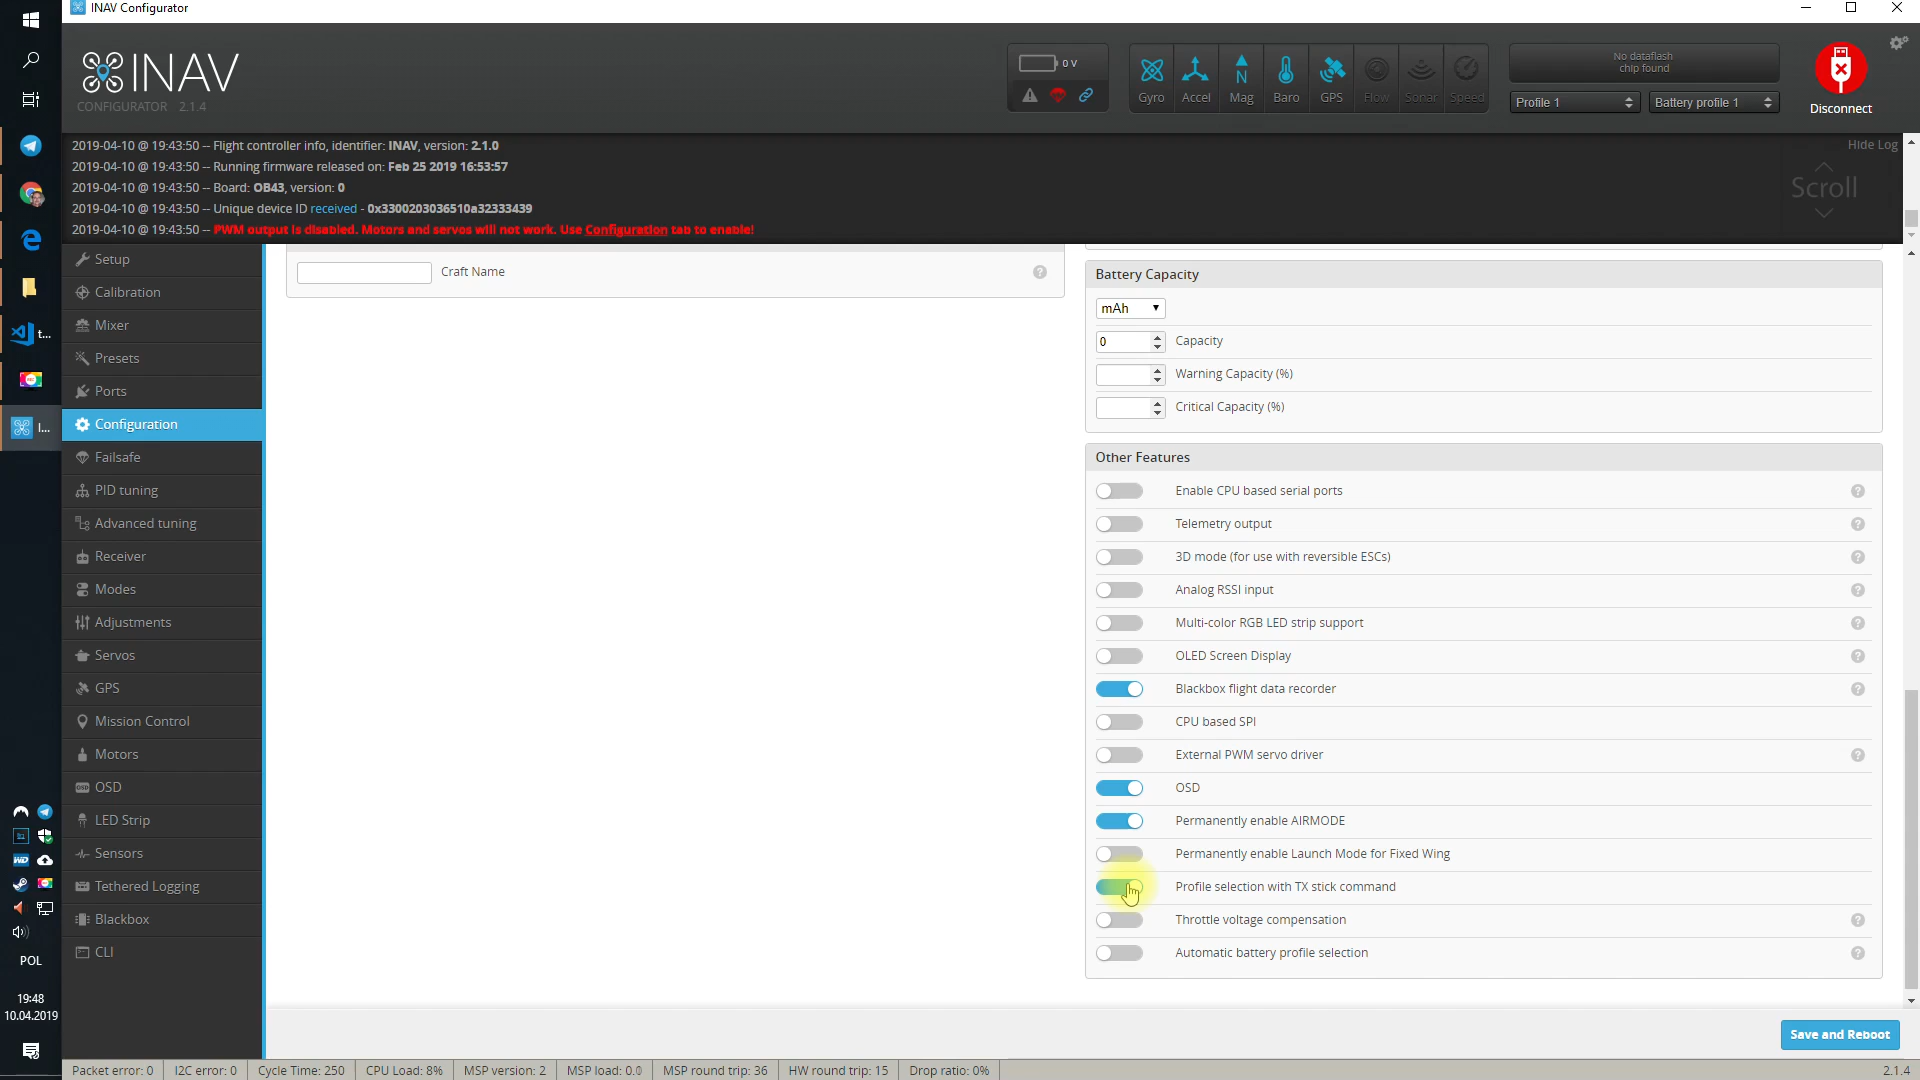 INAV Configurator
INAV
CONFIGURATOR 2.1.4
0 V
Gyro
Accel
Mag
Baro
GPS
Flow
Sonar
Speed
No dataflash
chip found
Profile 1
Battery profile 1
Disconnect
2019-04-10 @ 19:43:50 -- Flight controller info, identifier: INAV, version: 2.1.0
2019-04-10 @ 19:43:50 -- Running firmware released on: Feb 25 2019 16:53:57
2019-04-10 @ 19:43:50 -- Board: OB43, version: 0
2019-04-10 @ 19:43:50 -- Unique device ID received - 0x3300203036510a32333439
2019-04-10 @ 19:43:50 -- PWM output is disabled. Motors and servos will not work. Use Configuration tab to enable!
Hide Log
Scroll
Setup
Calibration
Mixer
Presets
Ports
Configuration
Failsafe
PID tuning
Advanced tuning
Receiver
Modes
Adjustments
Servos
GPS
Mission Control
Motors
OSD
LED Strip
Sensors
Tethered Logging
Blackbox
CLI
Craft Name
Battery Capacity
mAh
0 Capacity
Warning Capacity (%)
Critical Capacity (%)
Other Features
Enable CPU based serial ports
Telemetry output
3D mode (for use with reversible ESCs)
Analog RSSI input
Multi-color RGB LED strip support
OLED Screen Display
Blackbox flight data recorder
CPU based SPI
External PWM servo driver
OSD
Permanently enable AIRMODE
Permanently enable Launch Mode for Fixed Wing
Profile selection with TX stick command
Throttle voltage compensation
Automatic battery profile selection
Save and Reboot
t...
I...
WD
POL
19:48
10.04.2019
Packet error: 0
I2C error: 0
Cycle Time: 250
CPU Load: 8%
MSP version: 2
MSP load: 0.0
MSP round trip: 36
HW round trip: 15
Drop ratio: 0%
2.1.4